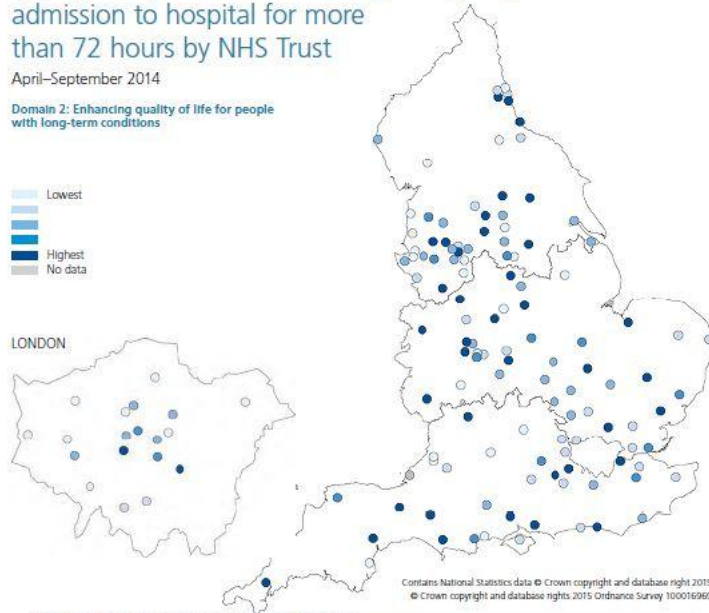 admission to hospital for more
than 72 hours by NHS Trust
April–September 2014
Domain 2: Enhancing quality of life for people
with long-term conditions
Lowest
Highest
No data
LONDON
Contains National Statistics data © Crown copyright and database right 2015
© Crown copyright and database rights 2015 Ordnance Survey 100016969